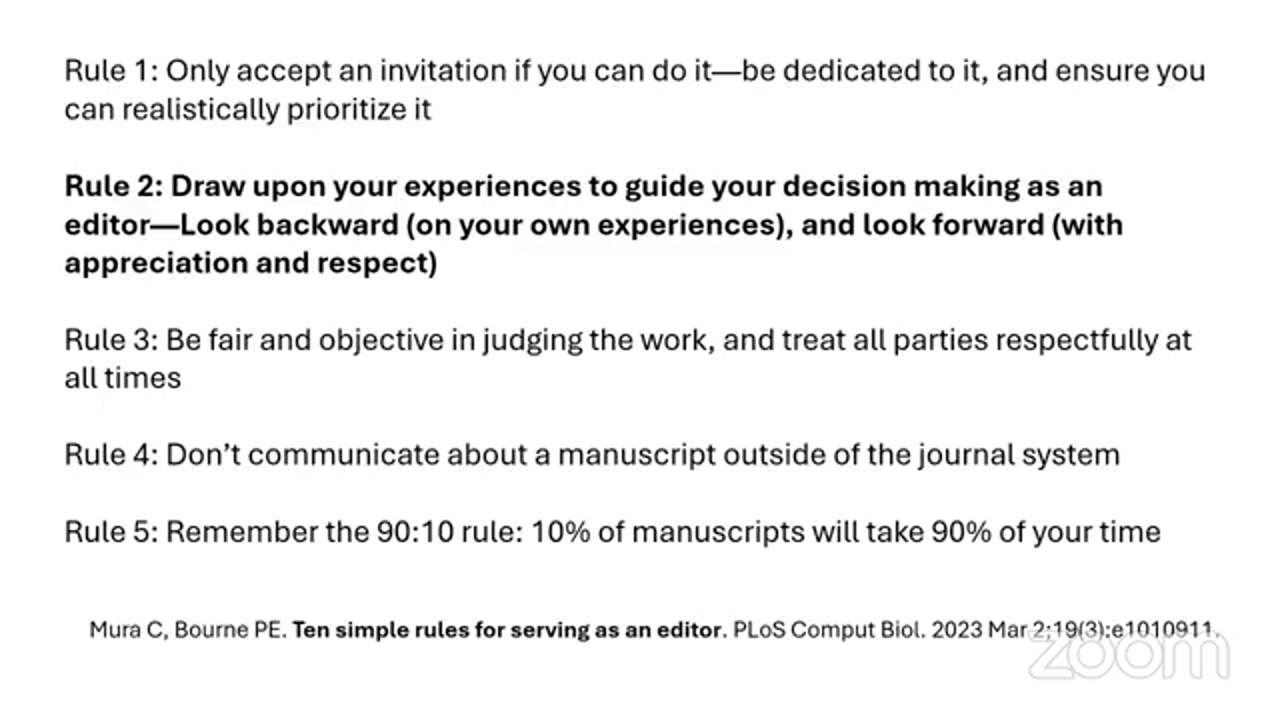 Rule 1: Only accept an invitation if you can do it—be dedicated to it, and ensure you
can realistically prioritize it
Rule 2: Draw upon your experiences to guide your decision making as an
editor—Look backward (on your own experiences), and look forward (with
appreciation and respect)
Rule 3: Be fair and objective in judging the work, and treat all parties respectfully at
all times
Rule 4: Don’t communicate about a manuscript outside of the journal system
Rule 5: Remember the 90:10 rule: 10% of manuscripts will take 90% of your time
Mura C, Bourne PE. Ten simple rules for serving as an editor. PLoS Comput Biol. 2023 Mar 2;19(3):e1010911.
zoom